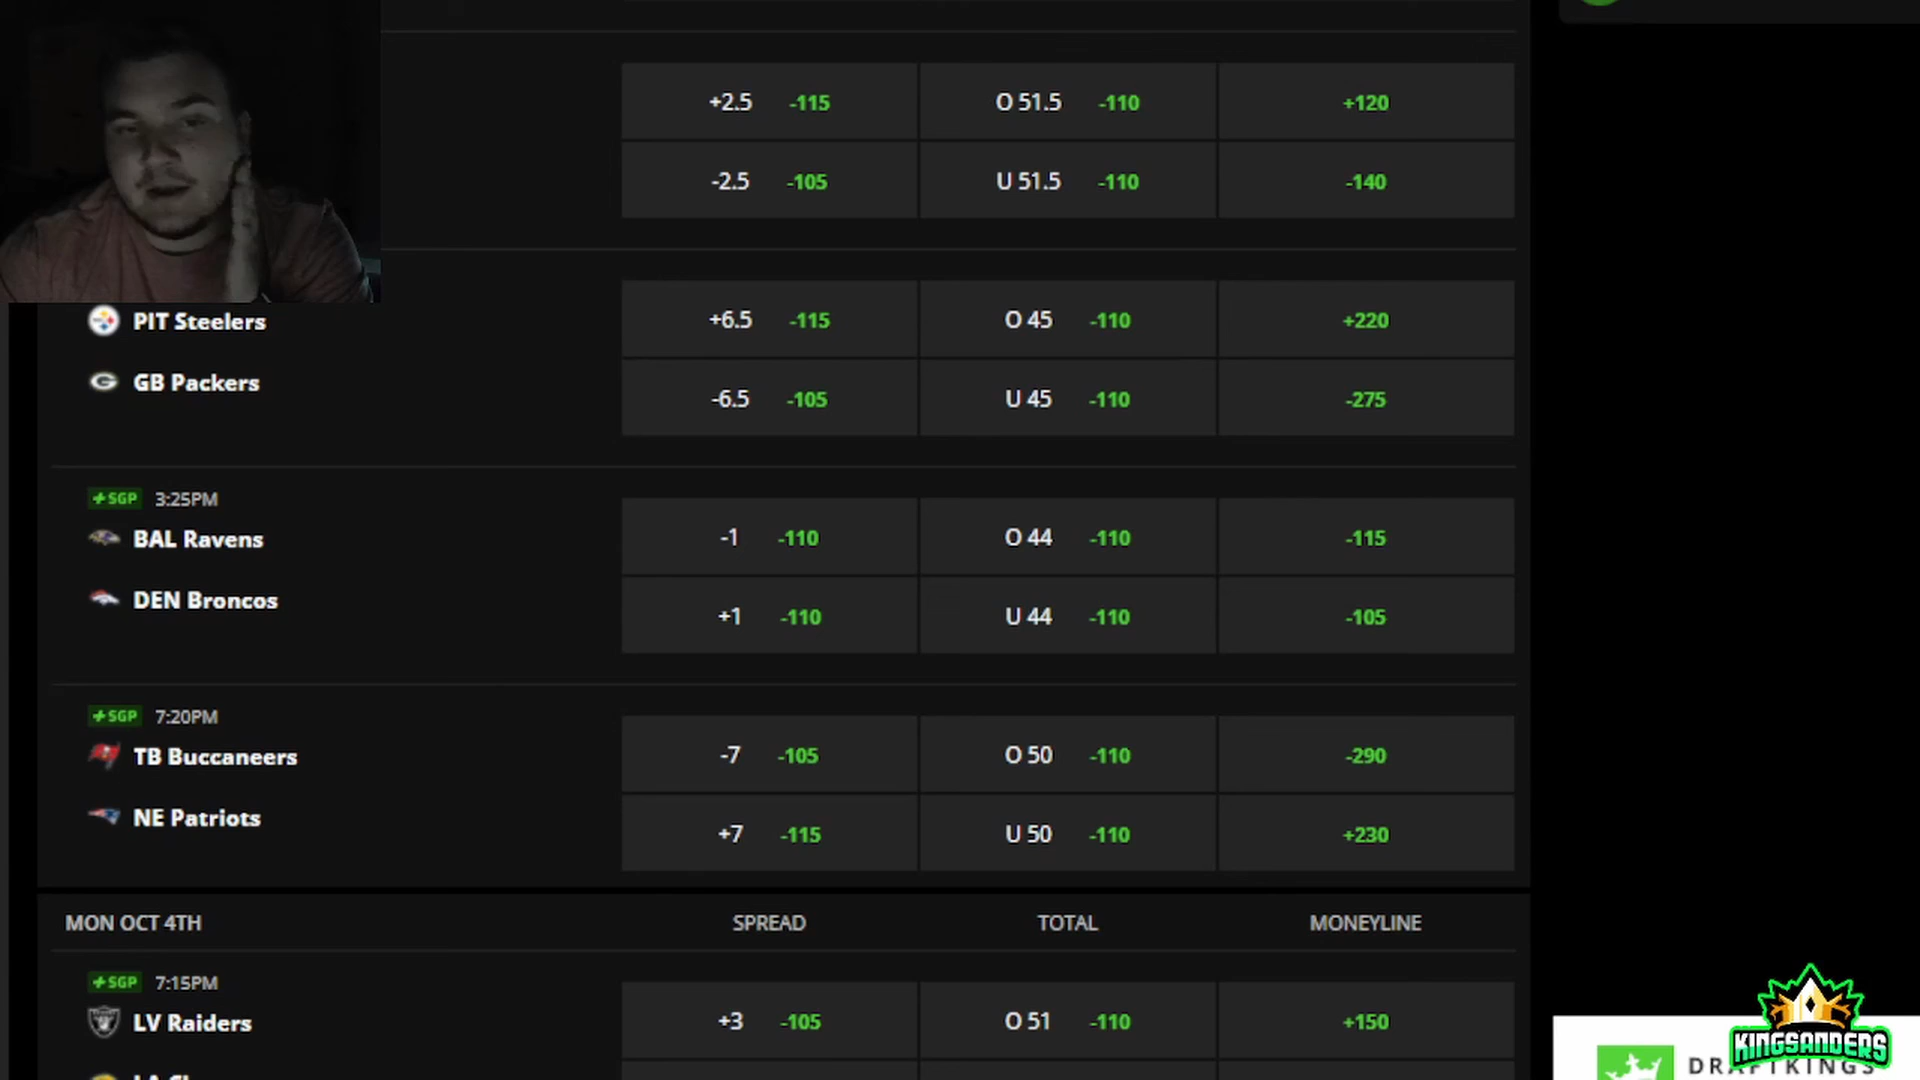 +2.5 -115 O 51.5 -110 +120
-2.5 -105 U 51.5 -110 -140
PIT Steelers +6.5 -115 O 45 -110 +220
GB Packers -6.5 -105 U 45 -110 -275
+SGP 3:25PM
BAL Ravens -1 -110 O 44 -110 -115
DEN Broncos +1 -110 U 44 -110 -105
+SGP 7:20PM
TB Buccaneers -7 -105 O 50 -110 -290
NE Patriots +7 -115 U 50 -110 +230
MON OCT 4TH SPREAD TOTAL MONEYLINE
+SGP 7:15PM
LV Raiders +3 -105 O 51 -110 +150
KINGSANDERS
DRAFTKINGS